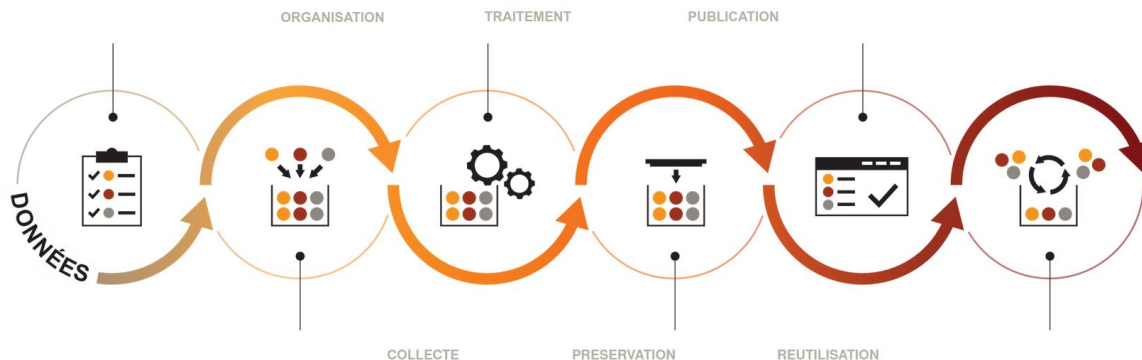 ORGANISATION
TRAITEMENT
PUBLICATION
DONNÉES
COLLECTE
PRESERVATION
REUTILISATION